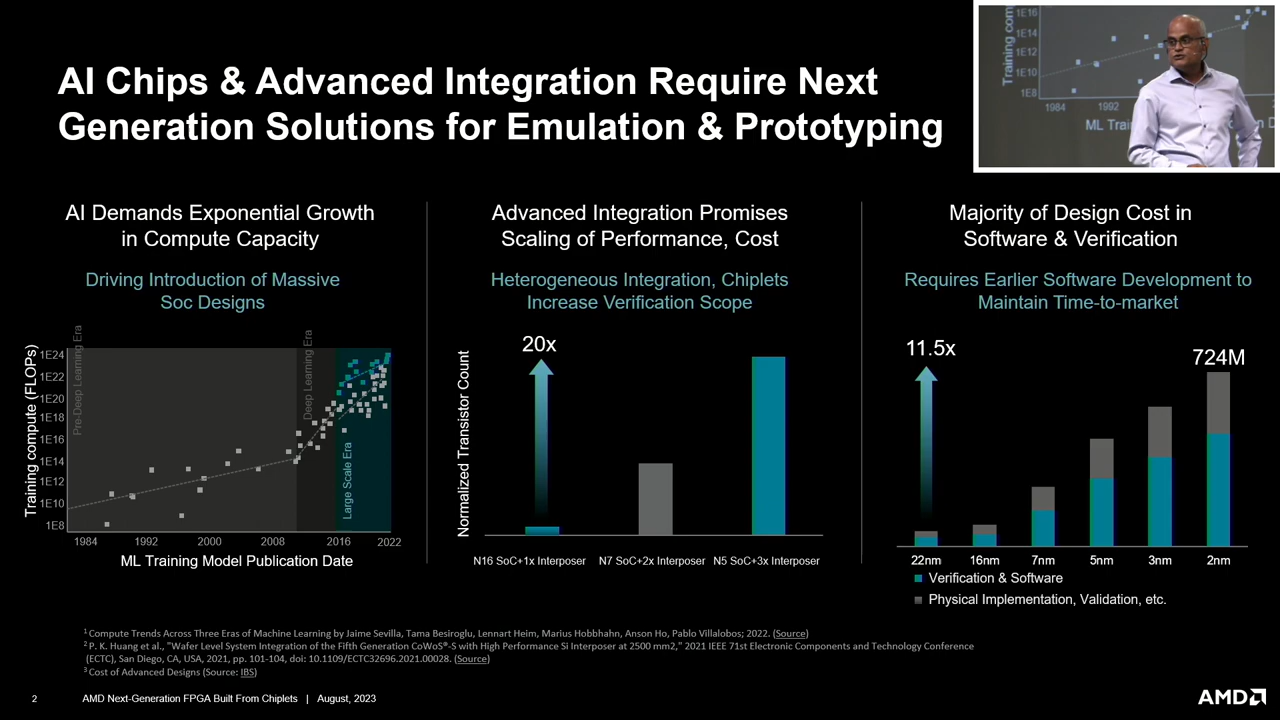 AI Chips & Advanced Integration Require Next
Generation Solutions for Emulation & Prototyping
1E16
1E14
1E12
1E10
1E8
1984
1992
ML Trai
AI Demands Exponential Growth
in Compute Capacity
Driving Introduction of Massive
Soc Designs
Training compute (FLOPs)
1E24
1E22
1E20
1E18
1E16
1E14
1E12
1E10
1E8
Pre-Deep Learning Era
Deep Learning Era
Large Scale Era
1984
1992
2000
2008
2016
2022
ML Training Model Publication Date
Advanced Integration Promises
Scaling of Performance, Cost
Heterogeneous Integration, Chiplets
Increase Verification Scope
20x
Normalized Transistor Count
N16 SoC+1x Interposer
N7 SoC+2x Interposer
N5 SoC+3x Interposer
Majority of Design Cost in
Software & Verification
Requires Earlier Software Development to
Maintain Time-to-market
11.5x
724M
22nm
16nm
7nm
5nm
3nm
2nm
Verification & Software
Physical Implementation, Validation, etc.
1 Compute Trends Across Three Eras of Machine Learning by Jaime Sevilla, Tama Besiroglu, Lennart Heim, Marius Hobbhahn, Anson Ho, Pablo Villalobos; 2022. (Source)
2 P. K. Huang et al., "Wafer Level System Integration of the Fifth Generation CoWoS®-S with High Performance Si Interposer at 2500 mm2," 2021 IEEE 71st Electronic Components and Technology Conference
(ECTC), San Diego, CA, USA, 2021, pp. 101-104, doi: 10.1109/ECTC32696.2021.00028. (Source)
3 Cost of Advanced Designs (Source: IBS)
2
AMD Next-Generation FPGA Built From Chiplets | August, 2023
AMD